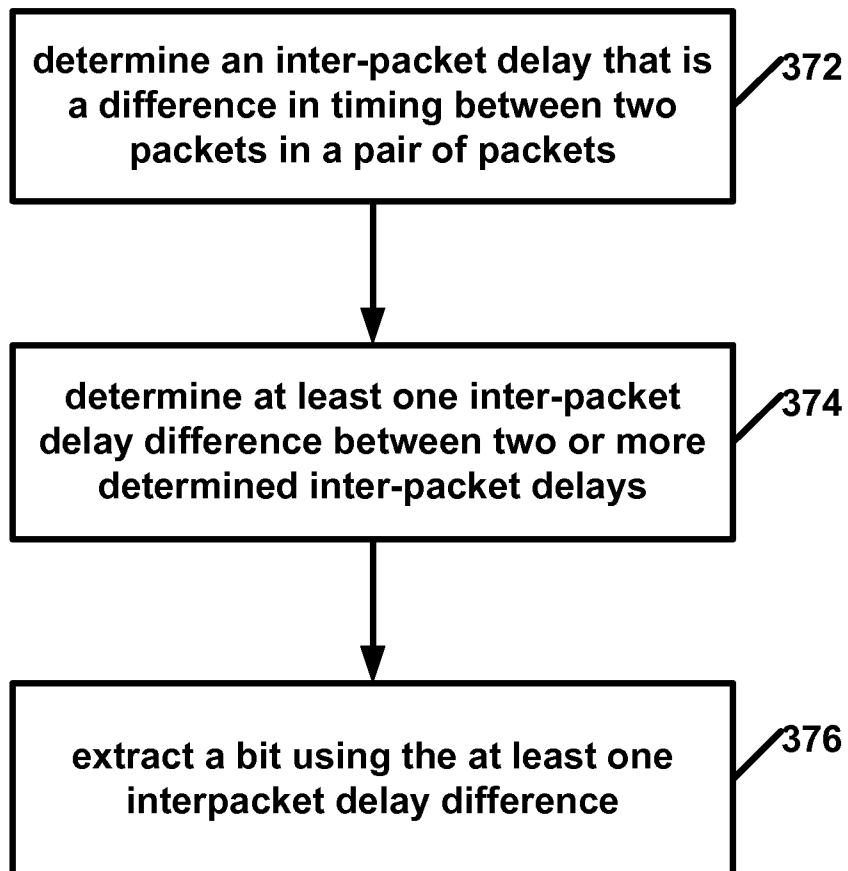 determine an inter-packet delay that is
a difference in timing between two
packets in a pair of packets
372
determine at least one inter-packet
delay difference between two or more
determined inter-packet delays
374
extract a bit using the at least one
interpacket delay difference
376